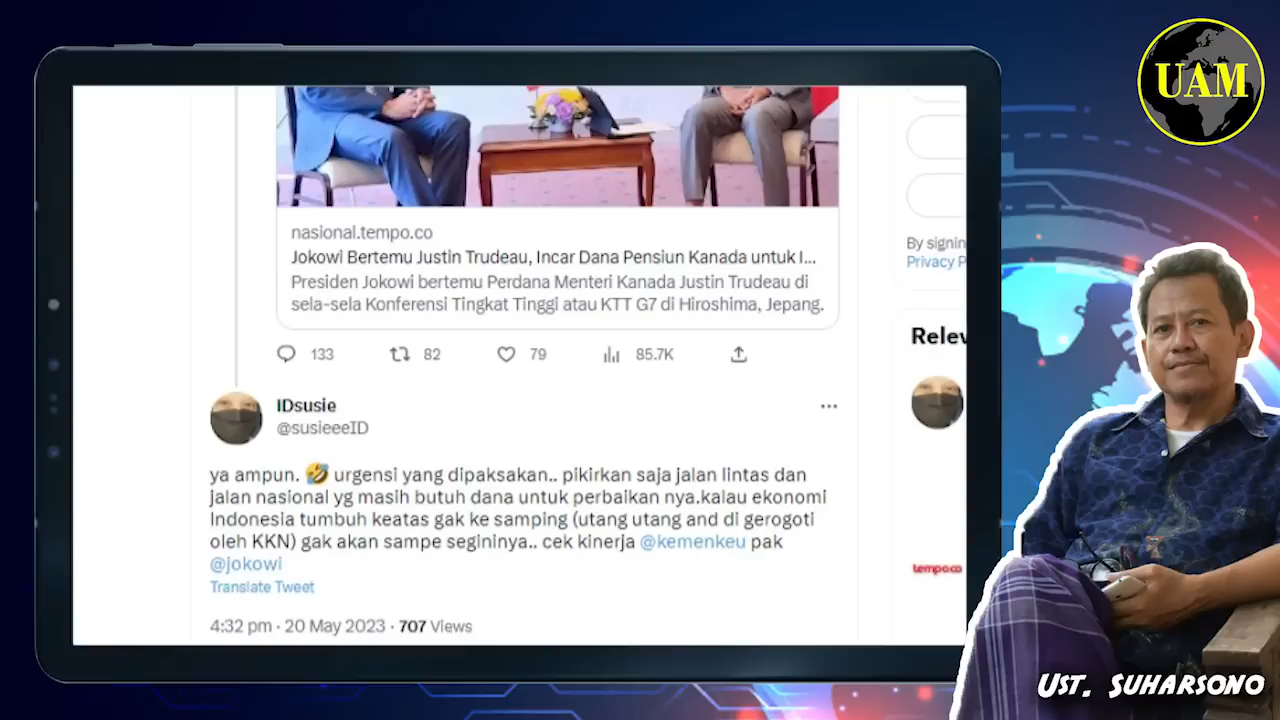 UAM
nasional.tempo.co
Jokowi Bertemu Justin Trudeau, Incar Dana Pensiun Kanada untuk I...
Presiden Jokowi bertemu Perdana Menteri Kanada Justin Trudeau di
sela-sela Konferensi Tingkat Tinggi atau KTT G7 di Hiroshima, Jepang.
133 82 79 85.7K
IDsusie
@susieeeID
ya ampun. 🤣 urgensi yang dipaksakan.. pikirkan saja jalan lintas dan
jalan nasional yg masih butuh dana untuk perbaikan nya.kalau ekonomi
Indonesia tumbuh keatas gak ke samping (utang utang and di gerogoti
oleh KKN) gak akan sampe segininya.. cek kinerja @kemenkeu pak
@jokowi
Translate Tweet
4:32 pm · 20 May 2023 · 707 Views
By signin
Privacy P
Relev
tempo.co
UST. SUHARSONO